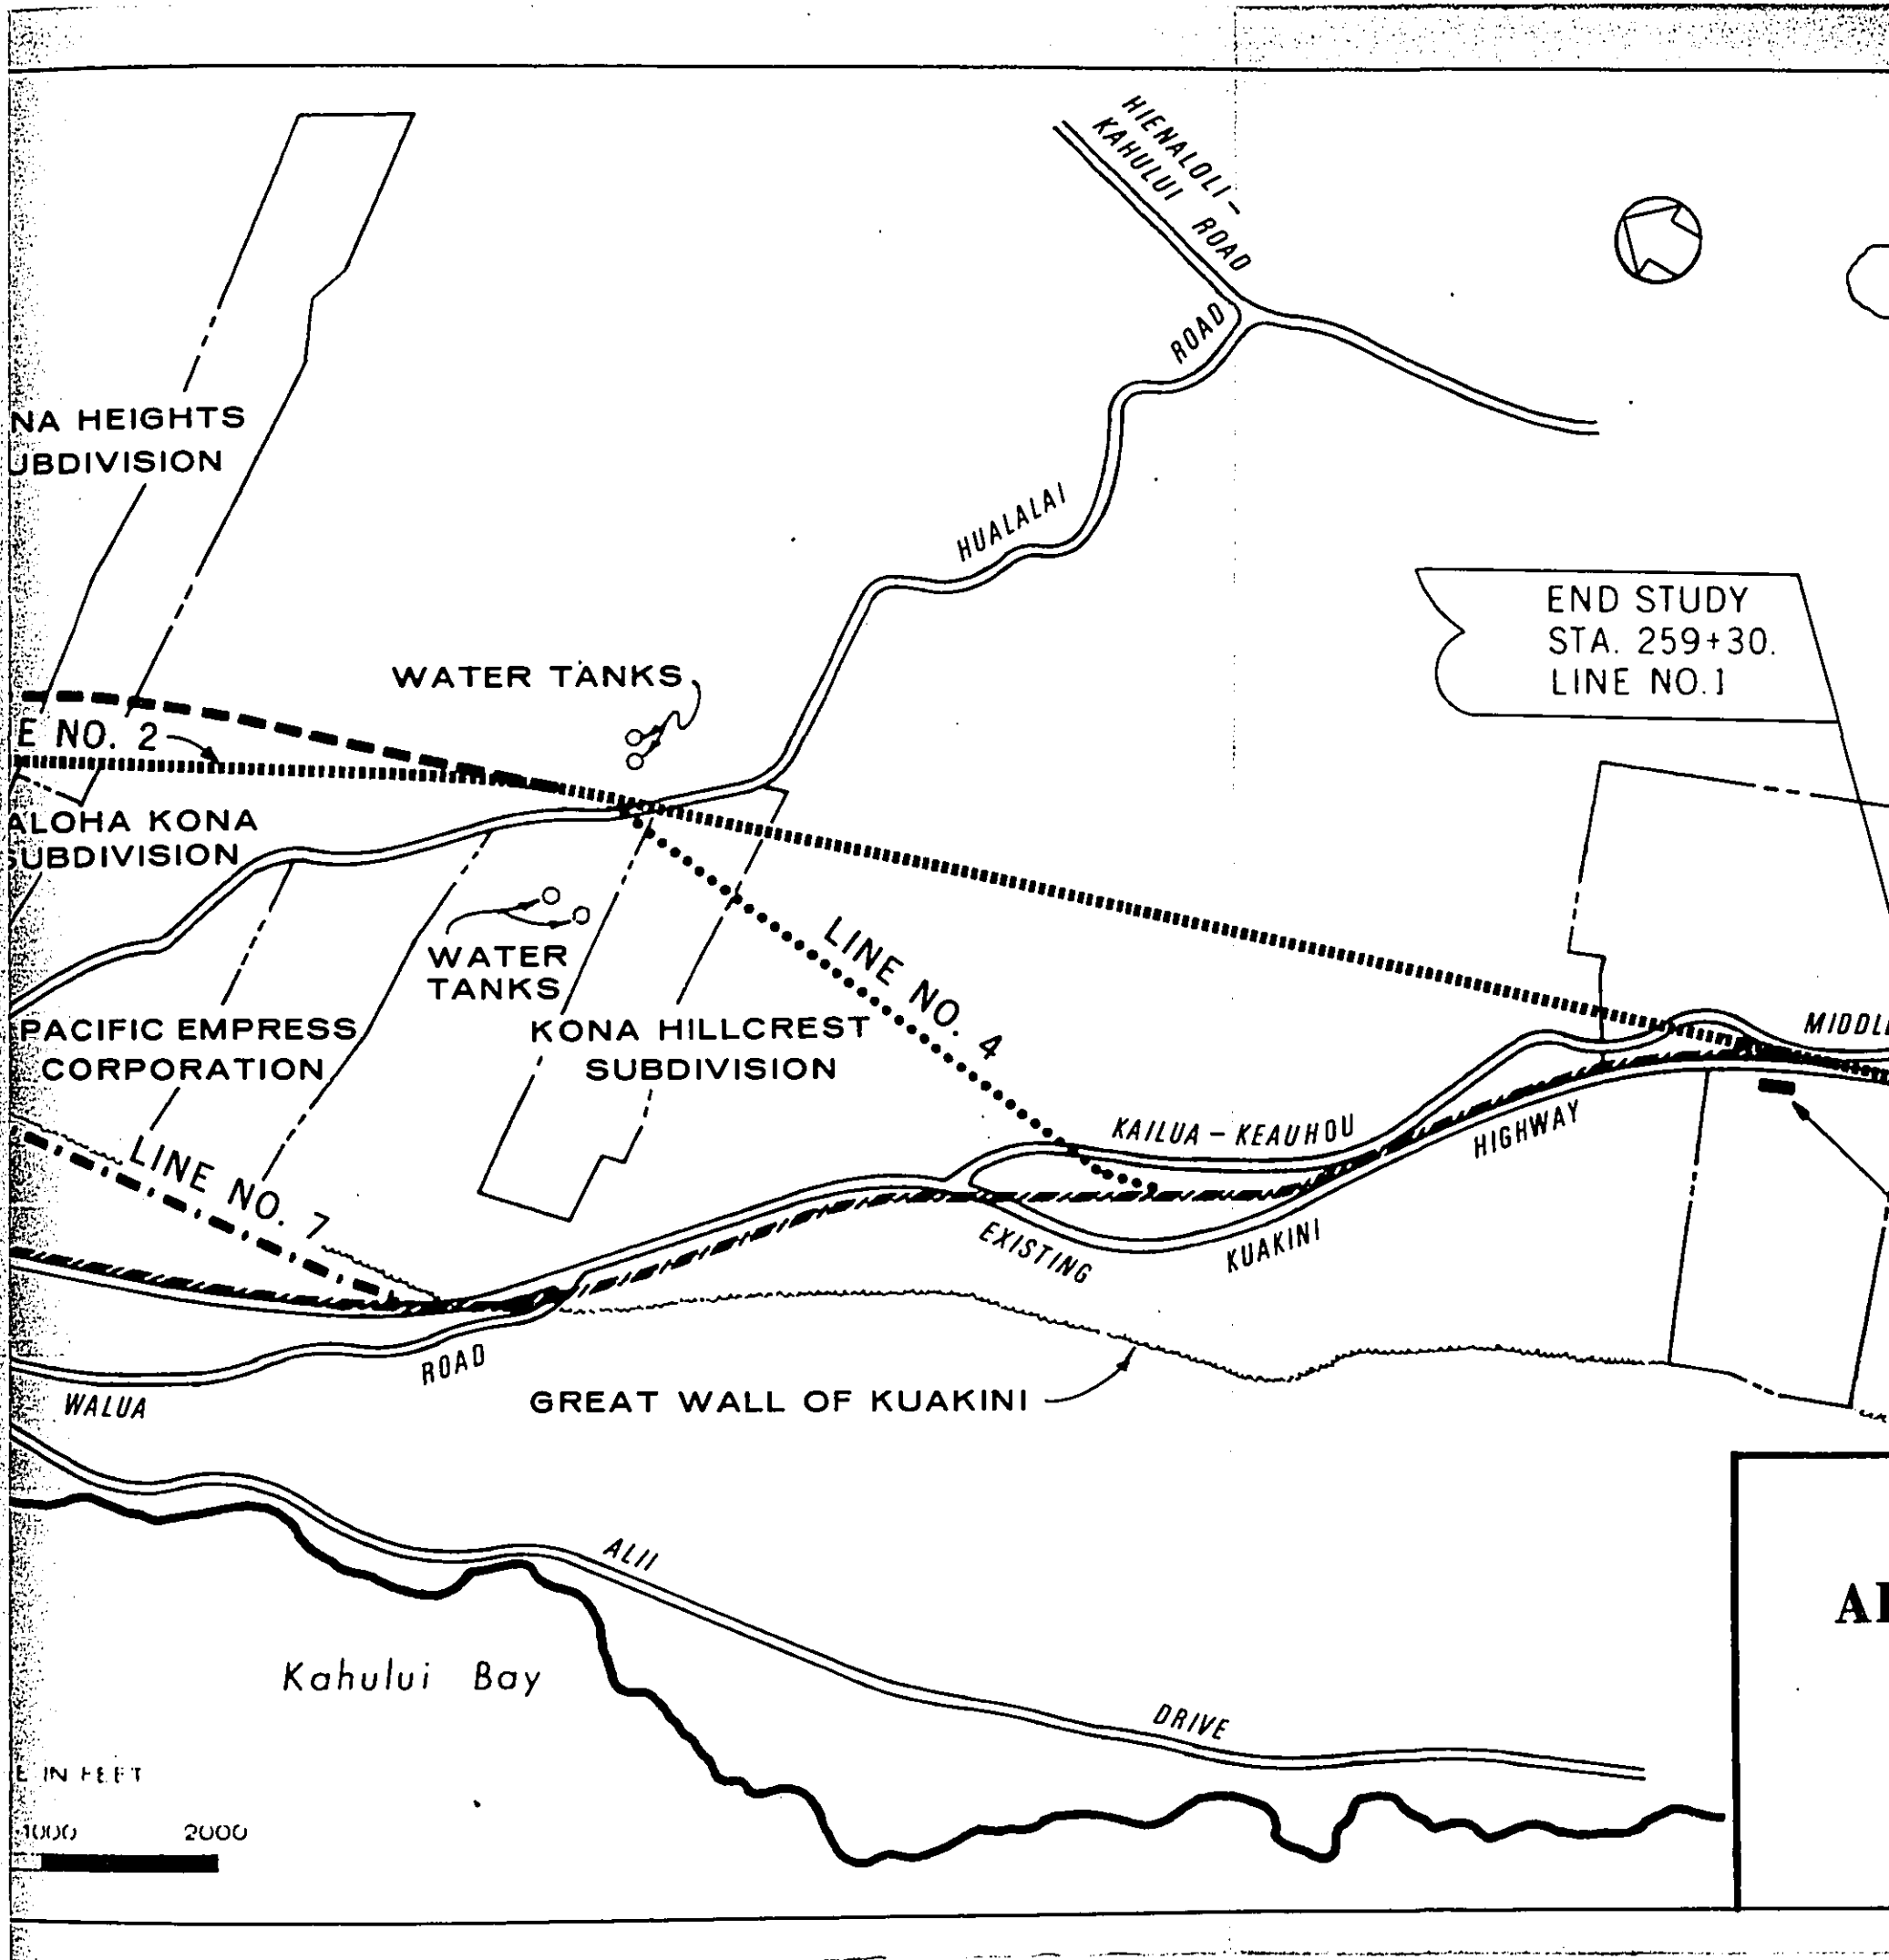 HIENALOLI-
KAHULUI ROAD
ROAD
HUALALAI
NA HEIGHTS
UBDIVISION
END STUDY
STA. 259+30.
LINE NO.1
WATER TANKS
E NO. 2
ALOHA KONA
SUBDIVISION
WATER
TANKS
LINE NO. 4
PACIFIC EMPRESS
CORPORATION
KONA HILLCREST
SUBDIVISION
MIDDLE
KAILUA - KEAUHOU
HIGHWAY
LINE NO. 7
EXISTING
KUAKINI
ROAD
WALUA
GREAT WALL OF KUAKINI
ALII
Kahului Bay
DRIVE
E IN FEET
1000 2000